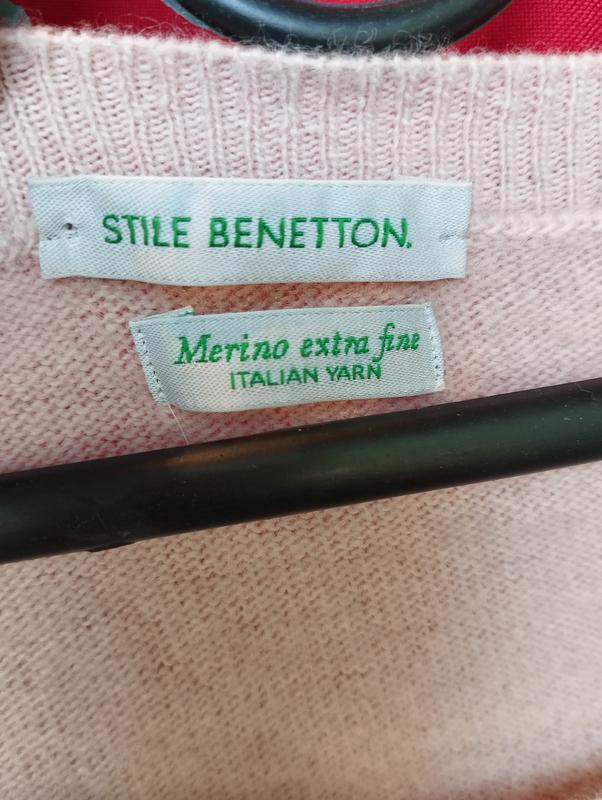 STILE BENETTON.
Merino extra fine
ITALIAN YARN